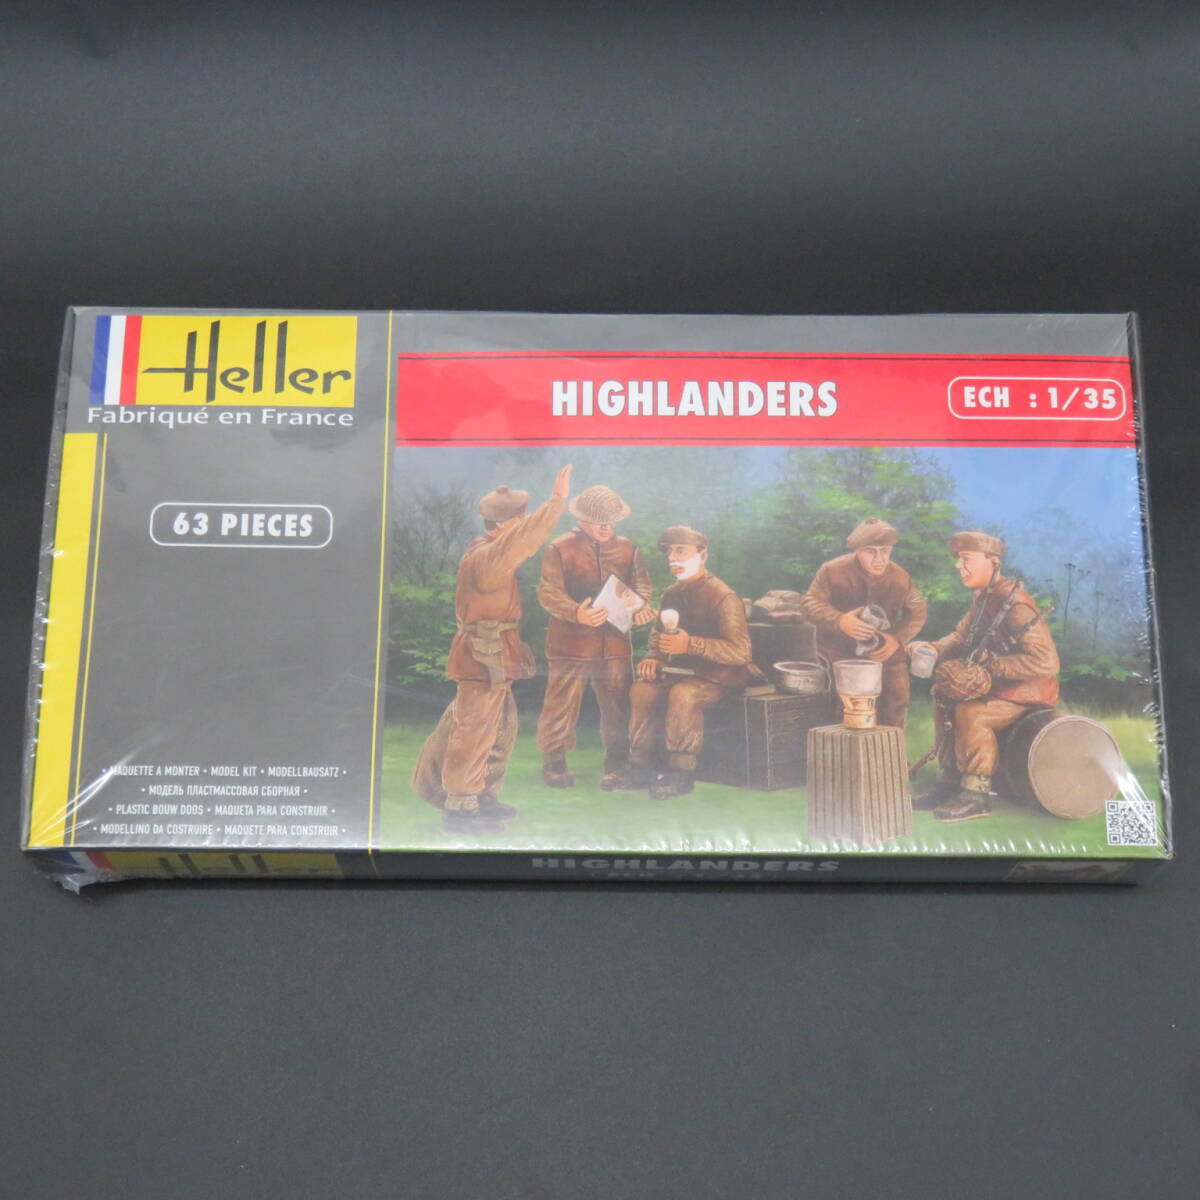 Heller
Fabriqué en France
HIGHLANDERS
ECH : 1/35
63 PIECES
• MAQUETTE A MONTER • MODEL KIT • MODELLBAUSATZ •
• МОДЕЛЬ ПЛАСТМАССОВАЯ СБОРНАЯ •
• PLASTIC BOUW DOOS • MAQUETA PARA CONSTRUIR •
• MODELLINO DA COSTRUIRE • MAQUETE PARA CONSTRUIR •
Heller
HIGHLANDERS